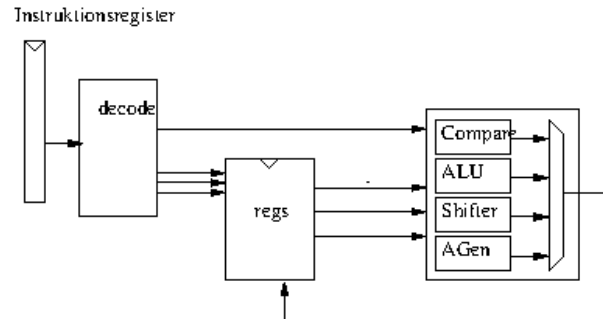 Instruktionsregister
decode
Compare
ALU
regs
Shifter
AGen